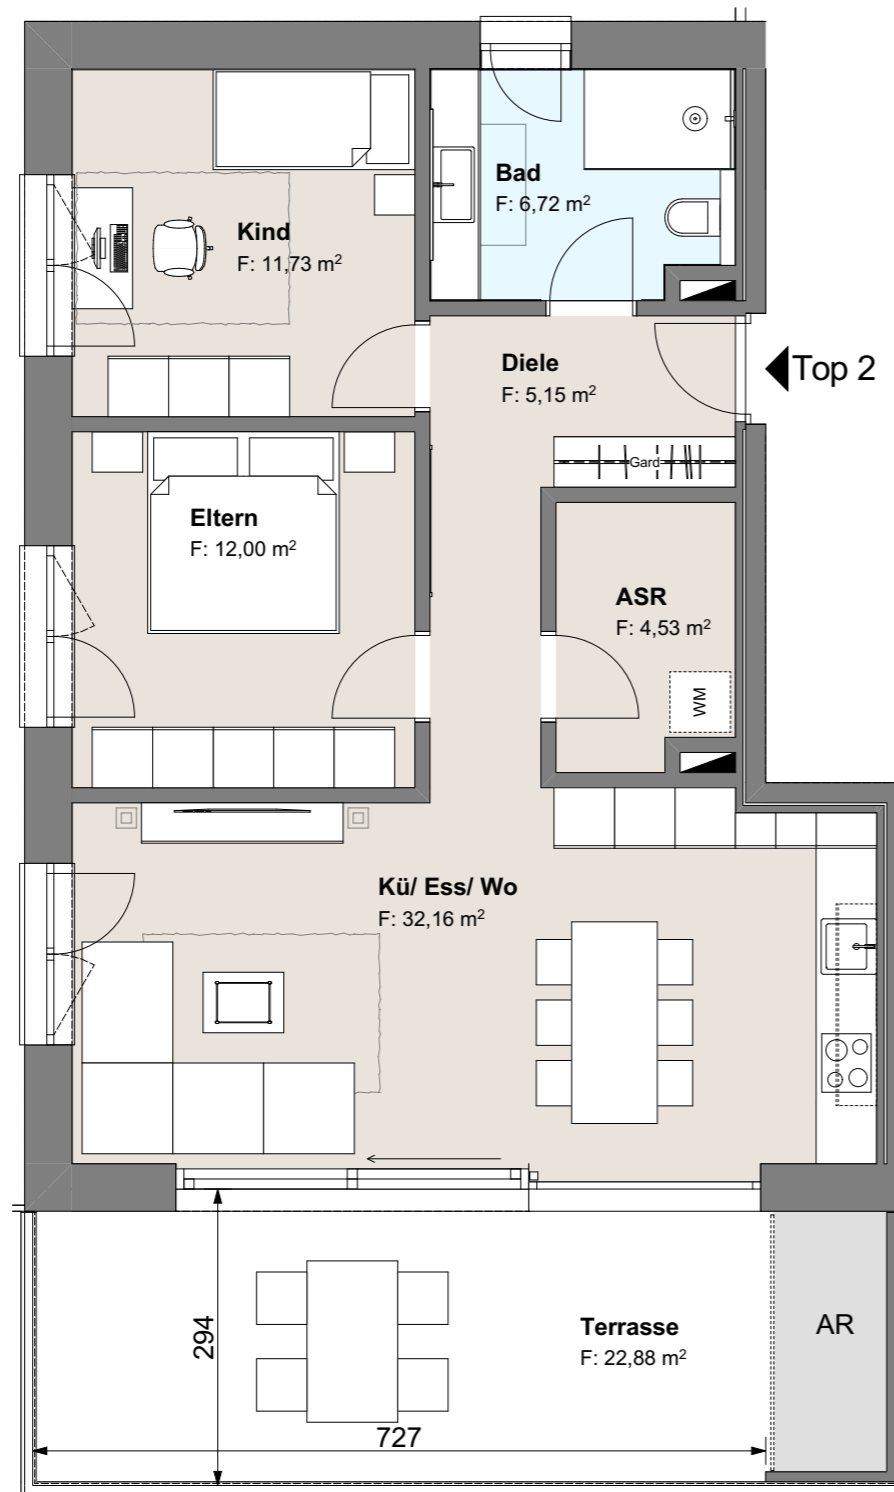 Bad
F: 6,72 m²
Kind
F: 11,73 m²
Diele
F: 5,15 m²
Top 2
Gard
Eltern
F: 12,00 m²
ASR
F: 4,53 m²
WM
Kü/ Ess/ Wo
F: 32,16 m²
294
Terrasse
F: 22,88 m²
AR
727